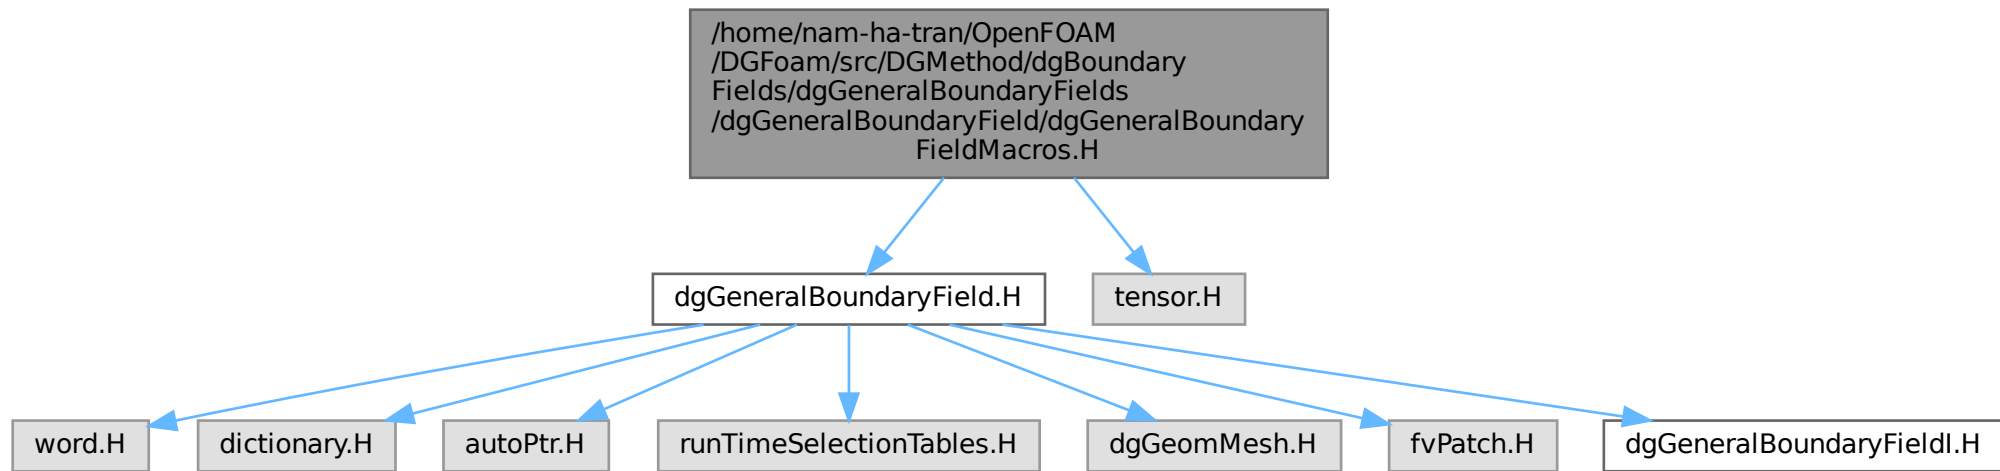 /home/nam-ha-tran/OpenFOAM
/DGFoam/src/DGMethod/dgBoundary
Fields/dgGeneralBoundaryFields
/dgGeneralBoundaryField/dgGeneralBoundary
FieldMacros.H
dgGeneralBoundaryField.H
tensor.H
word.H
dictionary.H
autoPtr.H
runTimeSelectionTables.H
dgGeomMesh.H
fvPatch.H
dgGeneralBoundaryFieldI.H